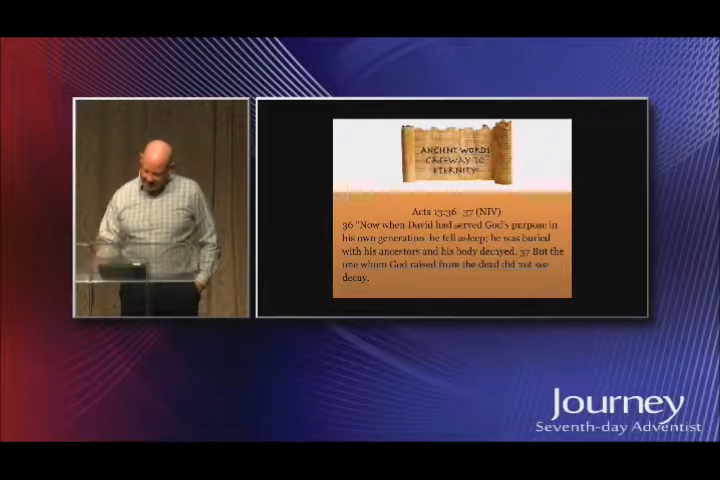 ANCIENT WORDS
GATEWAY TO
ETERNITY
Acts 13:36-37 (NIV)
36 "Now when David had served God's purpose in
his own generation, he fell asleep; he was buried
with his ancestors and his body decayed. 37 But the
one whom God raised from the dead did not see
decay.
Journey
Seventh-day Adventist